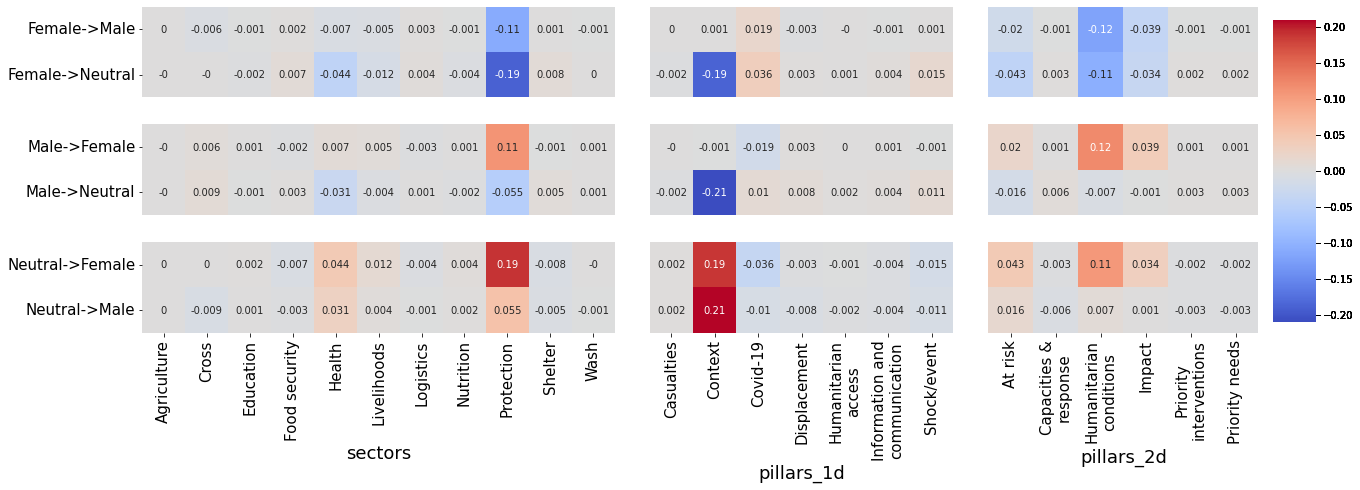 Female->Male 0 -0.006 -0.001 0.002 -0.007 -0.005 0.003 -0.001 -0.11 0.001 -0.001 0 0.001 0.019 -0.003 -0 -0.001 0.001 -0.02 -0.001 -0.12 -0.039 -0.001 -0.001
Female->Neutral -0 -0 -0.002 0.007 -0.044 -0.012 0.004 -0.004 -0.19 0.008 0 -0.002 -0.19 0.036 0.003 0.001 0.004 0.015 -0.043 0.003 -0.11 -0.034 0.002 0.002
Male->Female -0 0.006 0.001 -0.002 0.007 0.005 -0.003 0.001 0.11 -0.001 0.001 -0 -0.001 -0.019 0.003 0 0.001 -0.001 0.02 0.001 0.12 0.039 0.001 0.001
Male->Neutral -0 0.009 -0.001 0.003 -0.031 -0.004 0.001 -0.002 -0.055 0.005 0.001 -0.002 -0.21 0.01 0.008 0.002 0.004 0.011 -0.016 0.006 -0.007 -0.001 0.003 0.003
Neutral->Female 0 0 0.002 -0.007 0.044 0.012 -0.004 0.004 0.19 -0.008 -0 0.002 0.19 -0.036 -0.003 -0.001 -0.004 -0.015 0.043 -0.003 0.11 0.034 -0.002 -0.002
Neutral->Male 0 -0.009 0.001 -0.003 0.031 0.004 -0.001 0.002 0.055 -0.005 -0.001 0.002 0.21 -0.01 -0.008 -0.002 -0.004 -0.011 0.016 -0.006 0.007 0.001 -0.003 -0.003
Agriculture
Cross
Education
Food security
Health
Livelihoods
Logistics
Nutrition
Protection
Shelter
Wash
sectors
Casualties
Context
Covid-19
Displacement
Humanitarian
access
Information and
communication
Shock/event
pillars_1d
At risk
Capacities &
response
Humanitarian
conditions
Impact
Priority
interventions
Priority needs
pillars_2d
0.20
0.15
0.10
0.05
0.00
−0.05
−0.10
−0.15
−0.20